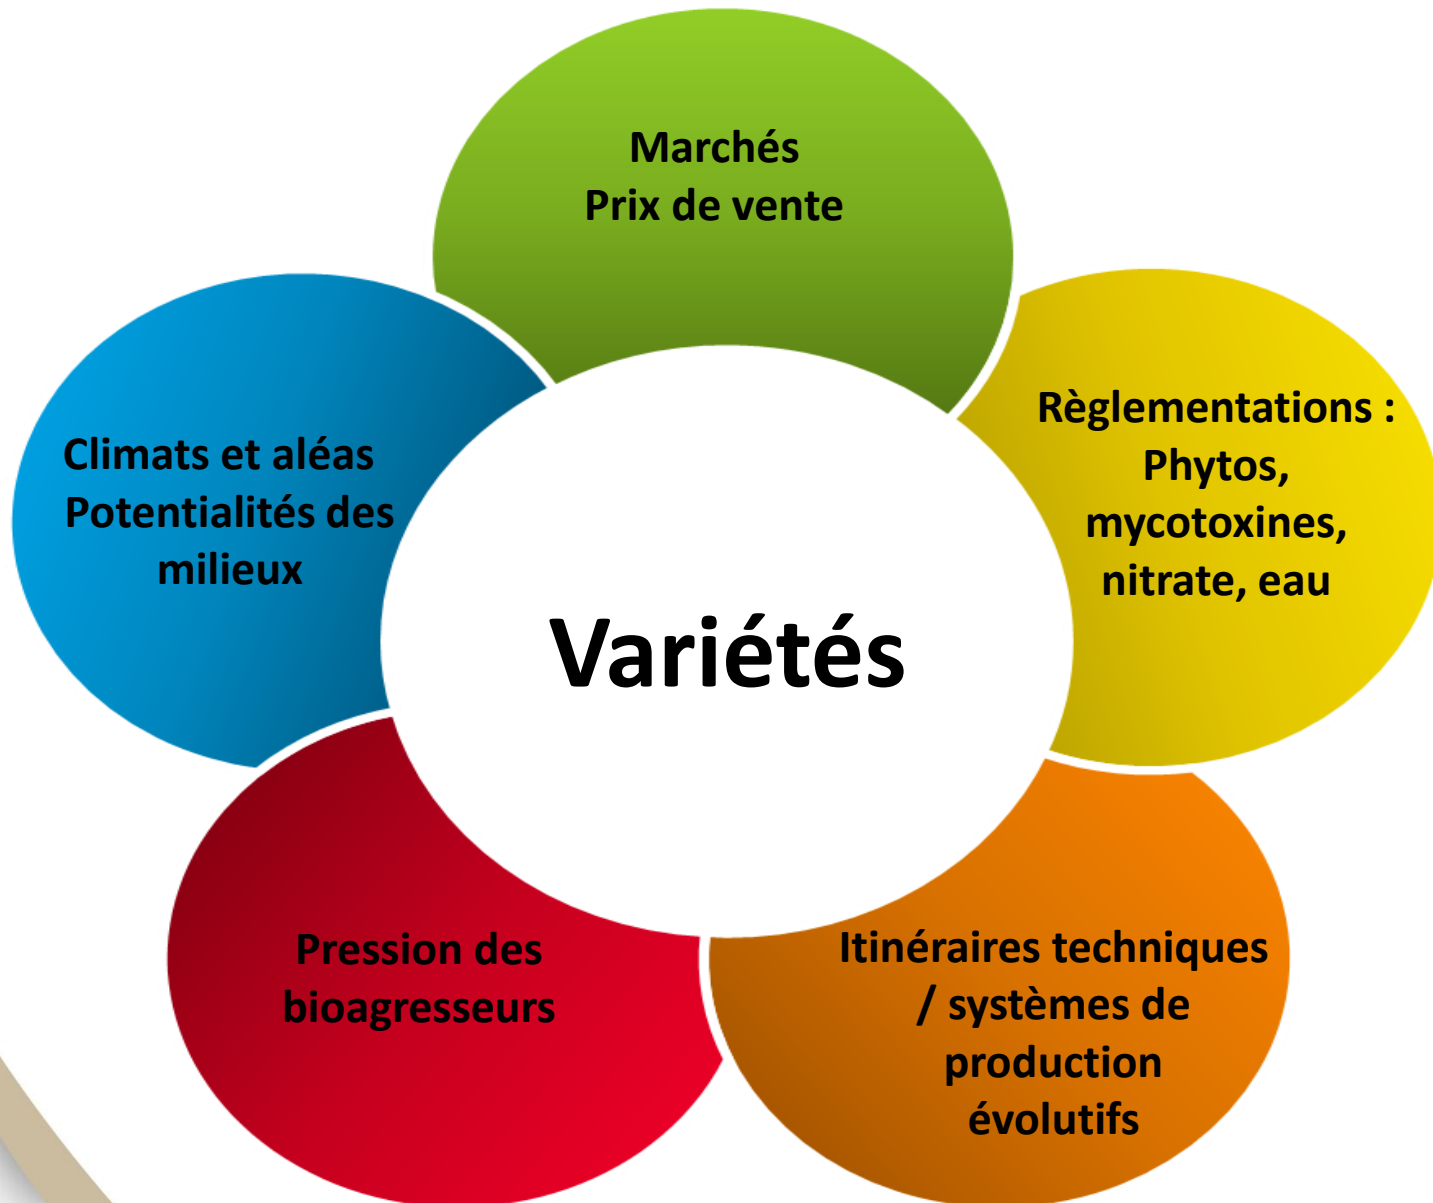 Marchés
Prix de vente
Règlementations :
Phytos,
mycotoxines,
nitrate, eau
Climats et aléas
Potentialités des
milieux
Variétés
Pression des
bioagresseurs
Itinéraires techniques
/ systèmes de
production
évolutifs